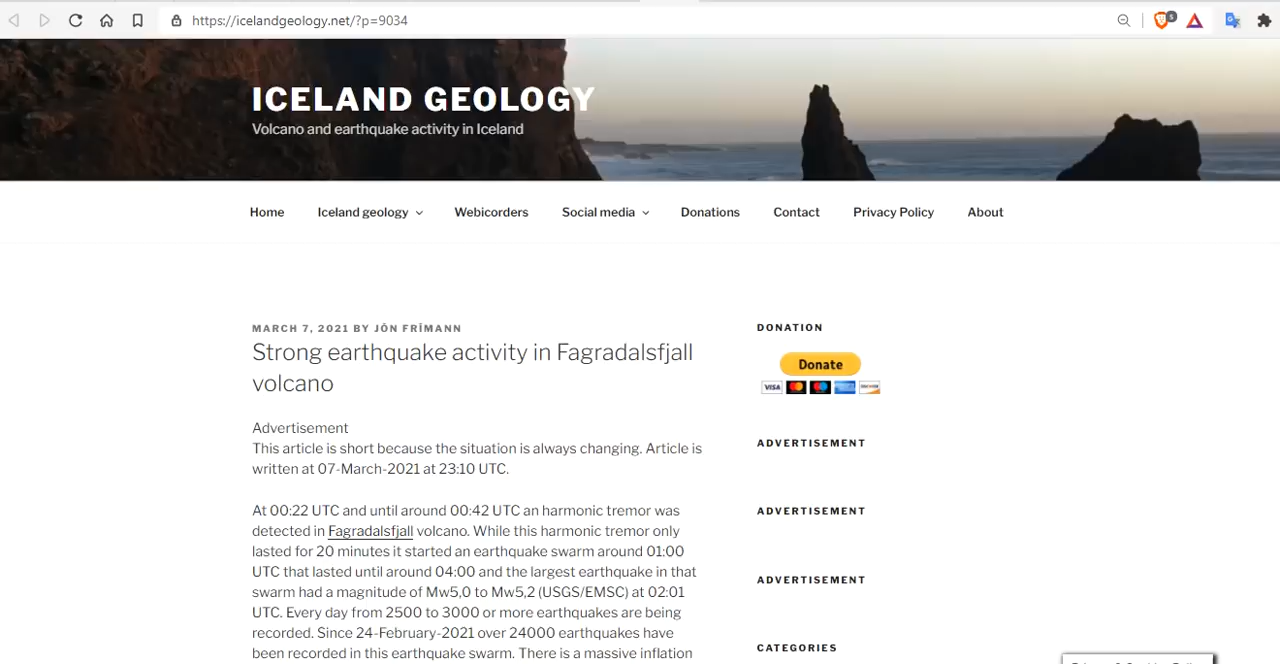 https://icelandgeology.net/?p=9034
5
ICELAND GEOLOGY
Volcano and earthquake activity in Iceland
Home Iceland geology Webicorders Social media Donations Contact Privacy Policy About
MARCH 7, 2021 BY JÓN FRÍMANN
Strong earthquake activity in Fagradalsfjall
volcano
Advertisement
This article is short because the situation is always changing. Article is
written at 07-March-2021 at 23:10 UTC.
At 00:22 UTC and until around 00:42 UTC an harmonic tremor was
detected in Fagradalsfjall volcano. While this harmonic tremor only
lasted for 20 minutes it started an earthquake swarm around 01:00
UTC that lasted until around 04:00 and the largest earthquake in that
swarm had a magnitude of Mw5,0 to Mw5,2 (USGS/EMSC) at 02:01
UTC. Every day from 2500 to 3000 or more earthquakes are being
recorded. Since 24-February-2021 over 24000 earthquakes have
been recorded in this earthquake swarm. There is a massive inflation
DONATION
Donate
VISA
DISCOVER
ADVERTISEMENT
ADVERTISEMENT
ADVERTISEMENT
CATEGORIES